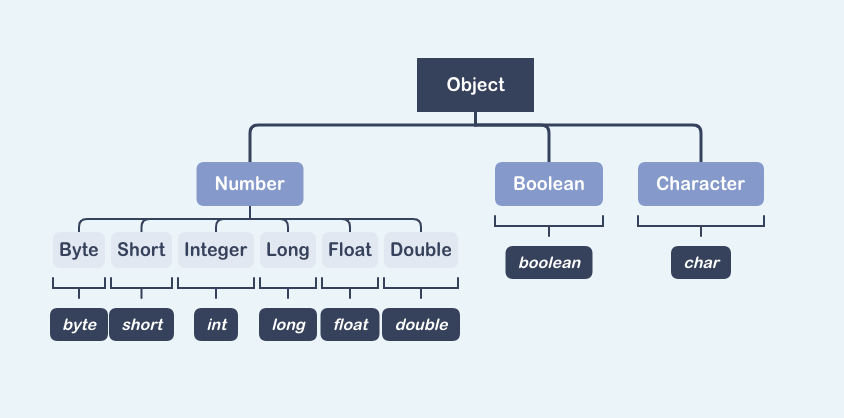 Object
Number
Boolean
Character
Byte
Short
Integer
Long
Float
Double
boolean
char
byte
short
int
long
float
double